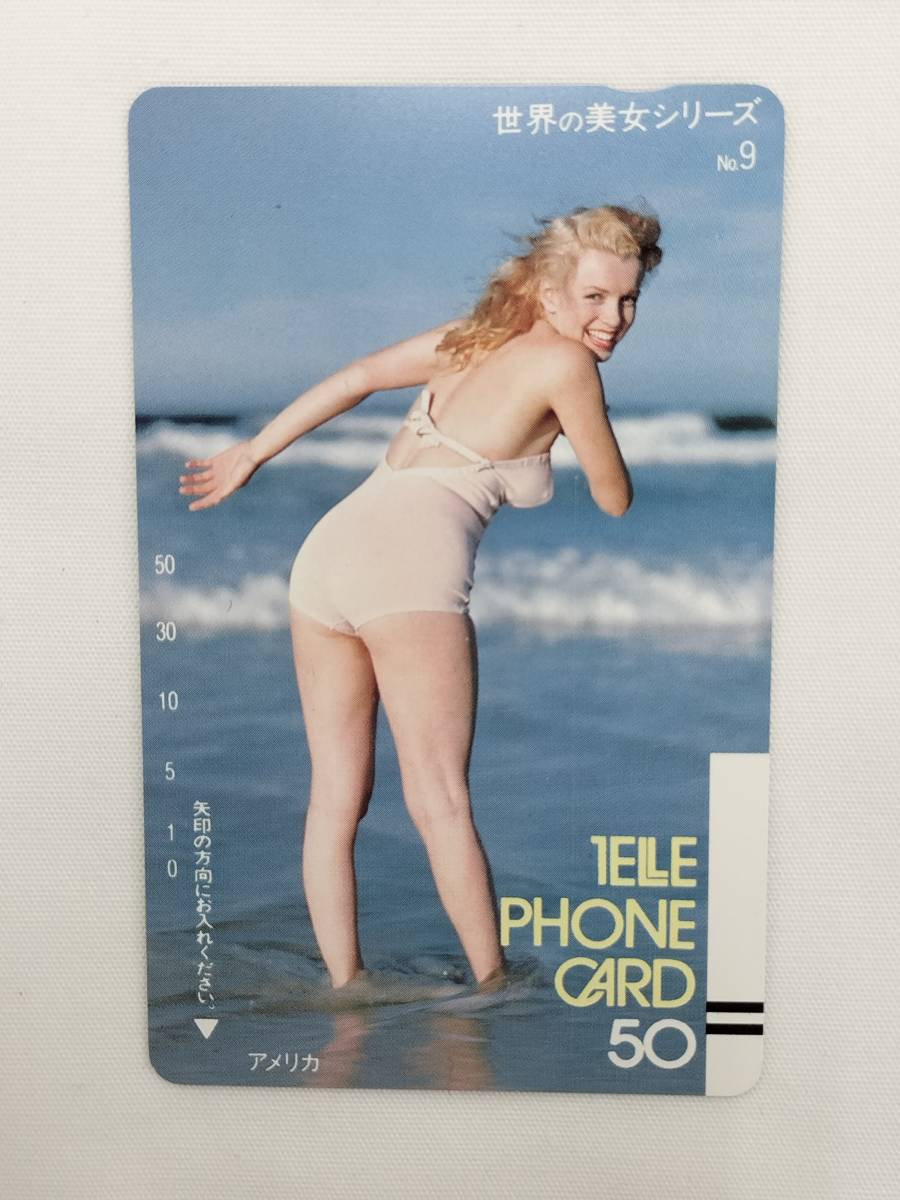 世界の美女シリーズ
No.9
50
30
10
5
1
0
矢印の方向にお入れください。
アメリカ
TELLE
PHONE
CARD
50